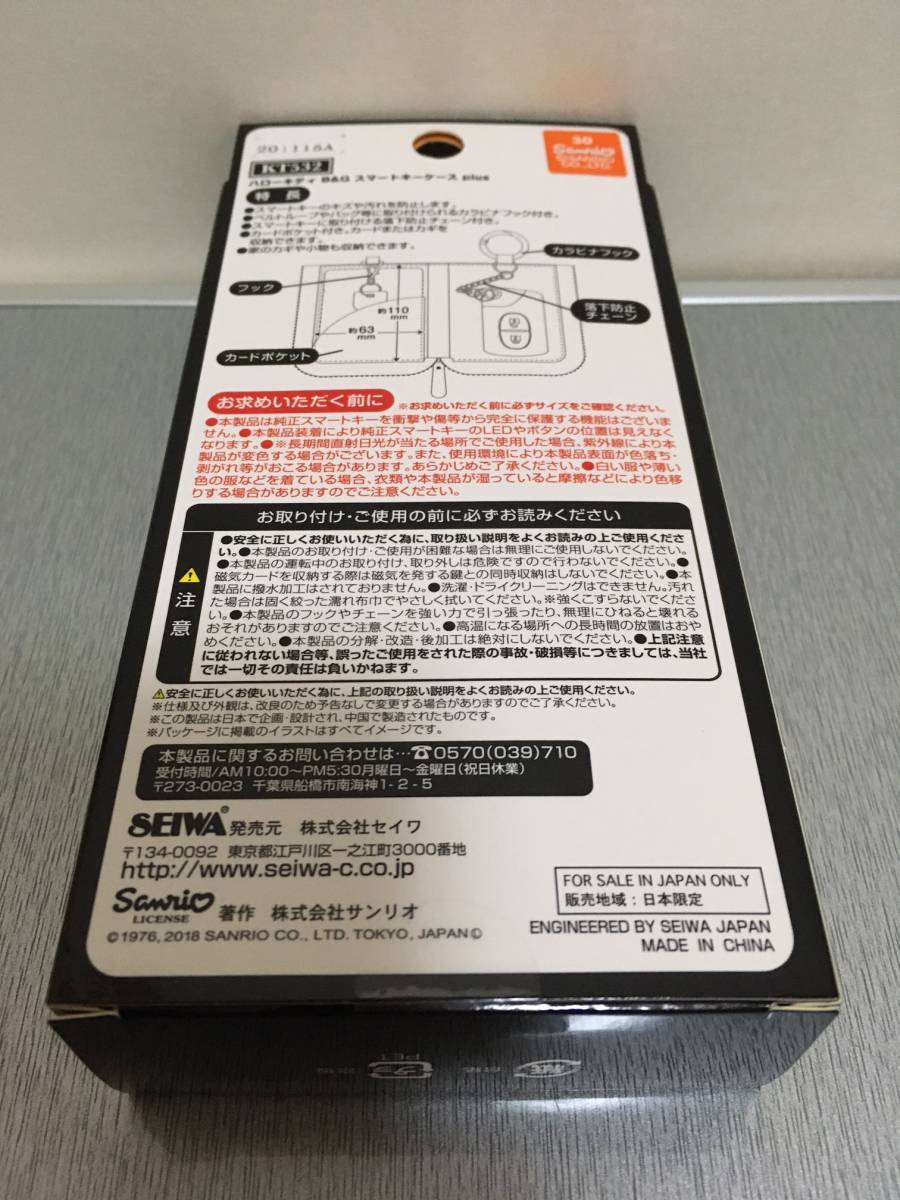 20:115A
30
Sanrio
KT532
ハローキティ B&G スマートキーケース plus
特長
●スマートキーのキズや汚れを防止します。
●ベルトループやバッグ等に取り付けられるカラビナフック付き。
●スマートキーに取り付ける落下防止チェーン付き。
●カードポケット付き。カードまたはカギを
収納できます。
●家のカギや小物も収納できます。
カラビナフック
フック
約110
mm
約63
mm
落下防止
チェーン
カードポケット
お求めいただく前に ※お求めいただく前に必ずサイズをご確認ください。
●本製品は純正スマートキーを衝撃や傷等から完全に保護する機能はございま
せん。●本製品装着により純正スマートキーのLEDやボタンの位置は見えなく
なります。●※長期間直射日光が当たる場所でご使用した場合、紫外線により本
製品が変色する場合がございます。また、使用環境により本製品表面が色落ち・
剥がれ等がおこる場合があります。あらかじめご了承ください。●白い服や薄い
色の服などを着ている場合、衣類や本製品が湿っていると摩擦などにより色移
りする場合がありますのでご注意ください。
お取り付け・ご使用の前に必ずお読みください
注意
●安全に正しくお使いいただく為に、取り扱い説明をよくお読みの上ご使用くださ
い。●本製品のお取り付け・ご使用が困難な場合は無理にご使用しないでください。
●本製品の運転中のお取り付け、取り外しは危険ですので行わないでください。●
磁気カードを収納する際は磁気を発する鍵との同時収納はしないでください。●本
製品に撥水加工はされておりません。●洗濯・ドライクリーニングはできません。汚れ
た場合は固く絞った濡れ布巾でやさしく拭いてください。※強くこすらないでくださ
い。●本製品のフックやチェーンを強い力で引っ張ったり、無理にひねると壊れる
おそれがありますのでご注意ください。●高温になる場所への長時間の放置はおや
めください。●本製品の分解・改造・後加工は絶対にしないでください。●上記注意
に従われない場合等、誤ったご使用をされた際の事故・破損等につきましては、当社
では一切その責任は負いかねます。
⚠安全に正しくお使いいただく為に、上記の取り扱い説明をよくお読みの上ご使用ください。
※仕様及び外観は、改良のため予告なしで変更する場合がありますのでご了承ください。
※この製品は日本で企画・設計され、中国で製造されたものです。
※パッケージに掲載のイラストはすべてイメージです。
本製品に関するお問い合わせは…☎0570(039)710
受付時間/AM10:00〜PM5:30月曜日〜金曜日(祝日休業)
〒273-0023 千葉県船橋市南海神1-2-5
SEIWA® 発売元 株式会社セイワ
〒134-0092 東京都江戸川区一之江町3000番地
http://www.seiwa-c.co.jp
Sanrio
LICENSE 著作 株式会社サンリオ
©1976, 2018 SANRIO CO., LTD. TOKYO, JAPAN Ⓛ
FOR SALE IN JAPAN ONLY
販売地域:日本限定
ENGINEERED BY SEIWA JAPAN
MADE IN CHINA
プラ
PET
紙